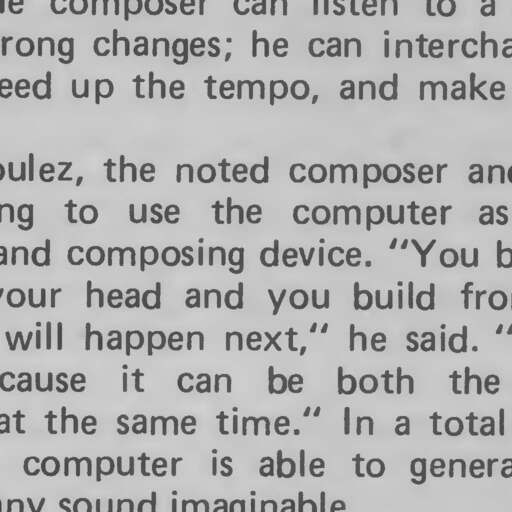 composer can listen to a
rong changes; he can intercha
eed up the tempo, and make
oulez, the noted composer and
ng to use the computer as
and composing device. "You b
your head and you build fro
will happen next," he said. "
cause it can be both the
at the same time." In a total
computer is able to genera
any sound imaginable